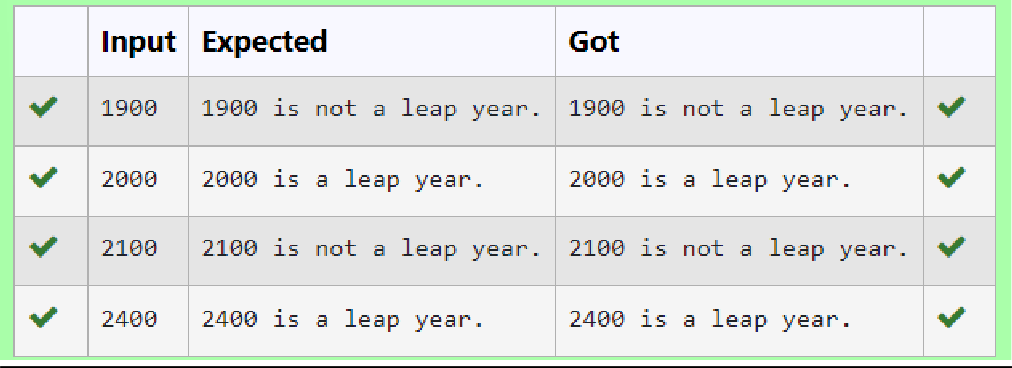 Input Expected Got
1900 1900 is not a leap year. 1900 is not a leap year.
2000 2000 is a leap year. 2000 is a leap year.
2100 2100 is not a leap year. 2100 is not a leap year.
2400 2400 is a leap year. 2400 is a leap year.